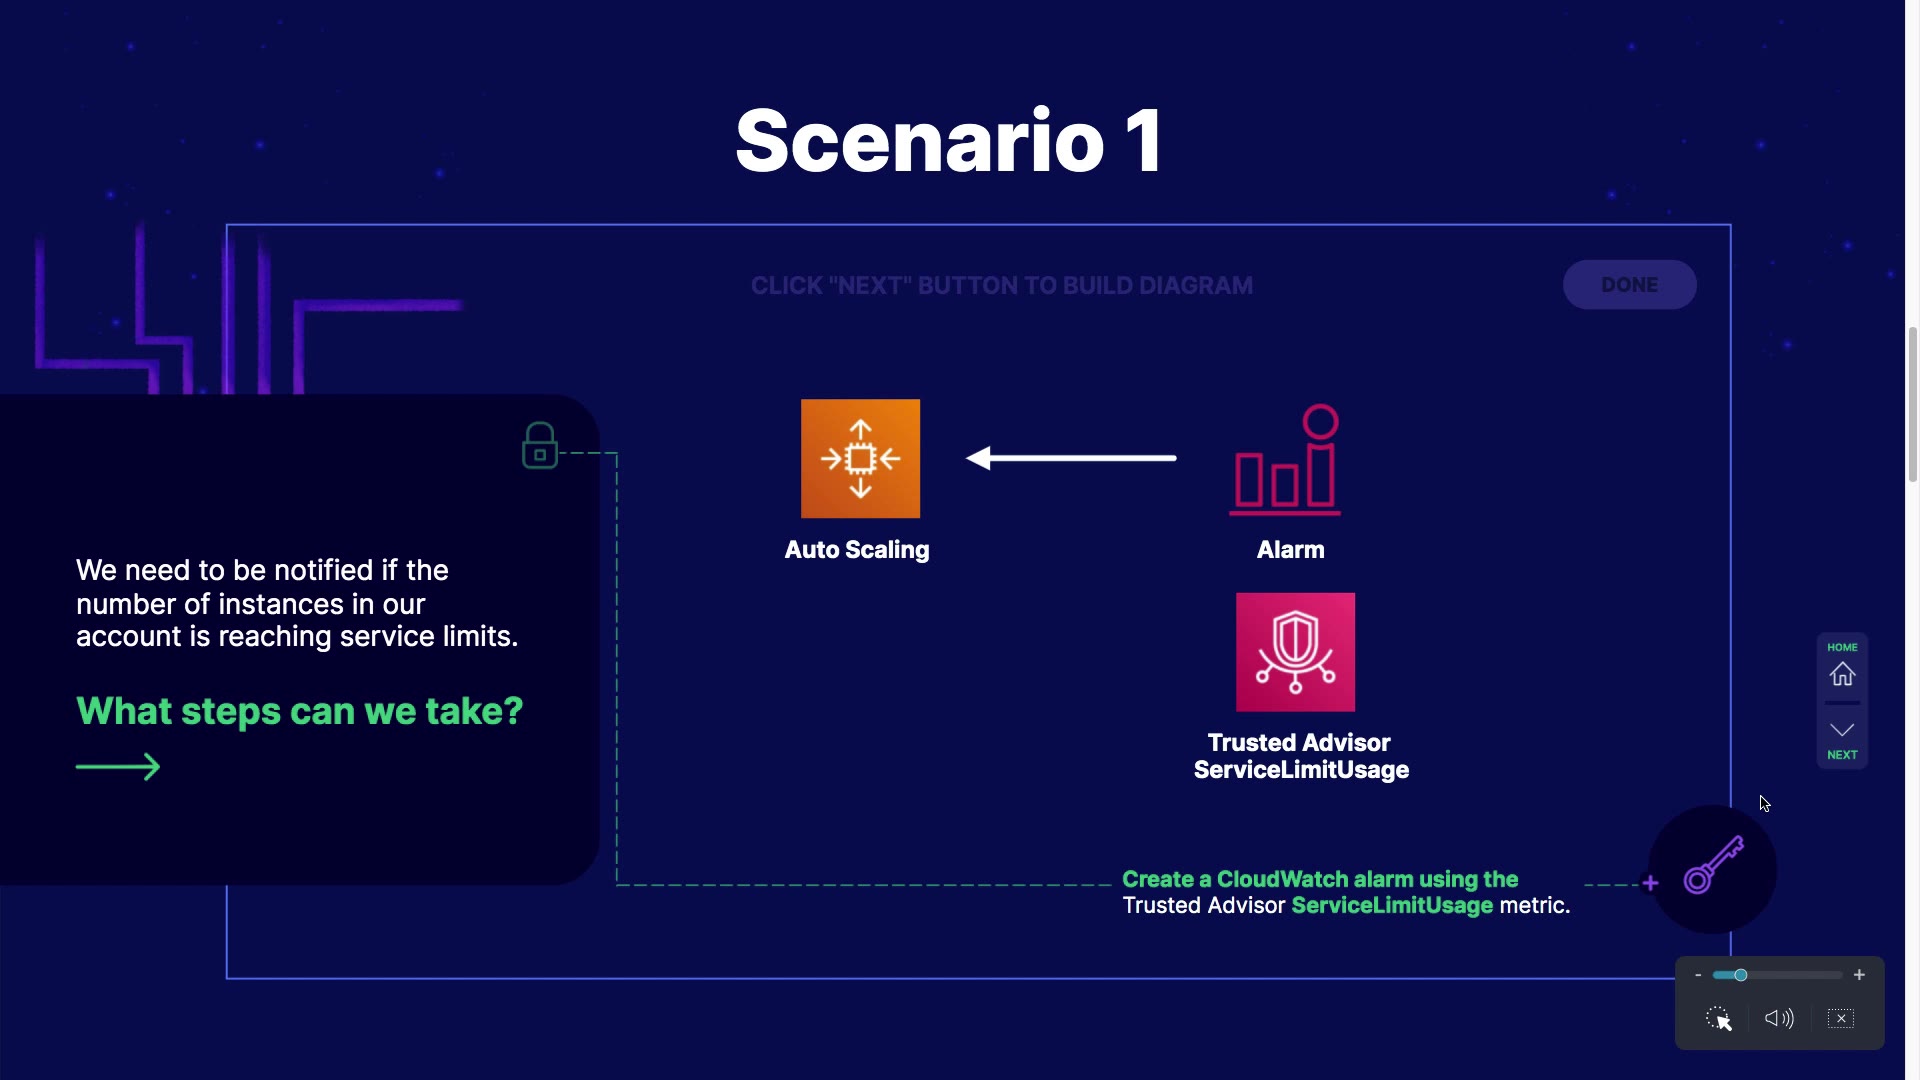 Scenario 1
CLICK "NEXT" BUTTON TO BUILD DIAGRAM
DONE
We need to be notified if the
number of instances in our
account is reaching service limits.
What steps can we take?
Auto Scaling
Alarm
Trusted Advisor
ServiceLimitUsage
Create a CloudWatch alarm using the
Trusted Advisor ServiceLimitUsage metric.
HOME
NEXT
- +